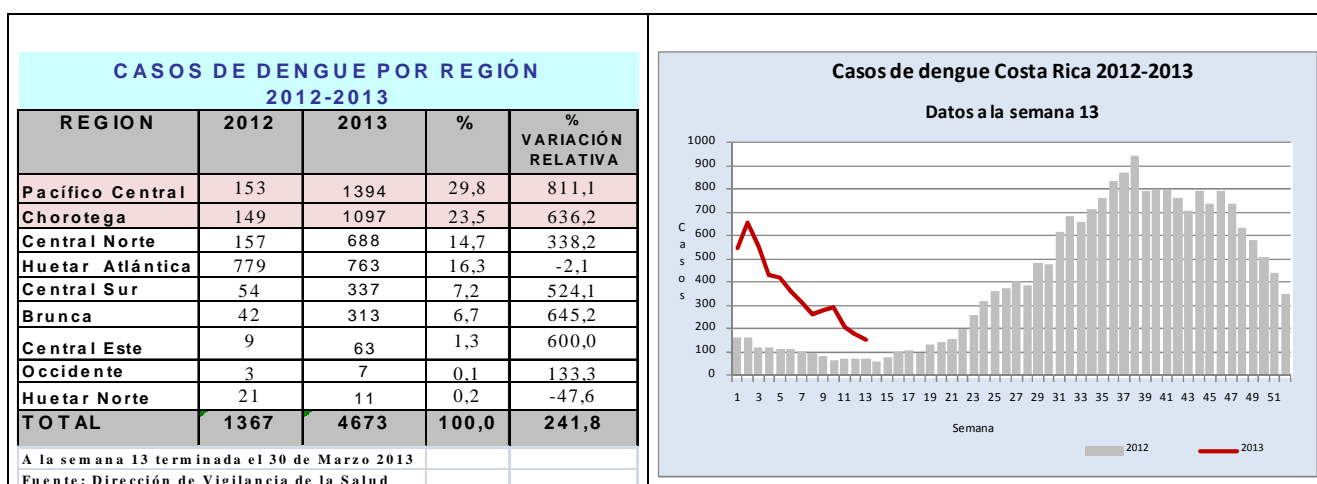 CASOS DE DENGUE POR REGIÓN
2012-2013
REGION 2012 2013 % % VARIACIÓN RELATIVA
Pacífico Central 153 1394 29,8 811,1
Chorotega 149 1097 23,5 636,2
Central Norte 157 688 14,7 338,2
Huetar Atlántica 779 763 16,3 -2,1
Central Sur 54 337 7,2 524,1
Brunca 42 313 6,7 645,2
Central Este 9 63 1,3 600,0
Occidente 3 7 0,1 133,3
Huetar Norte 21 11 0,2 -47,6
TOTAL 1367 4673 100,0 241,8
A la semana 13 terminada el 30 de Marzo 2013
Fuente: Dirección de Vigilancia de la Salud
Casos de dengue Costa Rica 2012-2013
Datos a la semana 13
1000
900
800
700
600
500
400
300
200
100
0
Casos
1 3 5 7 9 11 13 15 17 19 21 23 25 27 29 31 33 35 37 39 41 43 45 47 49 51
Semana
2012 2013